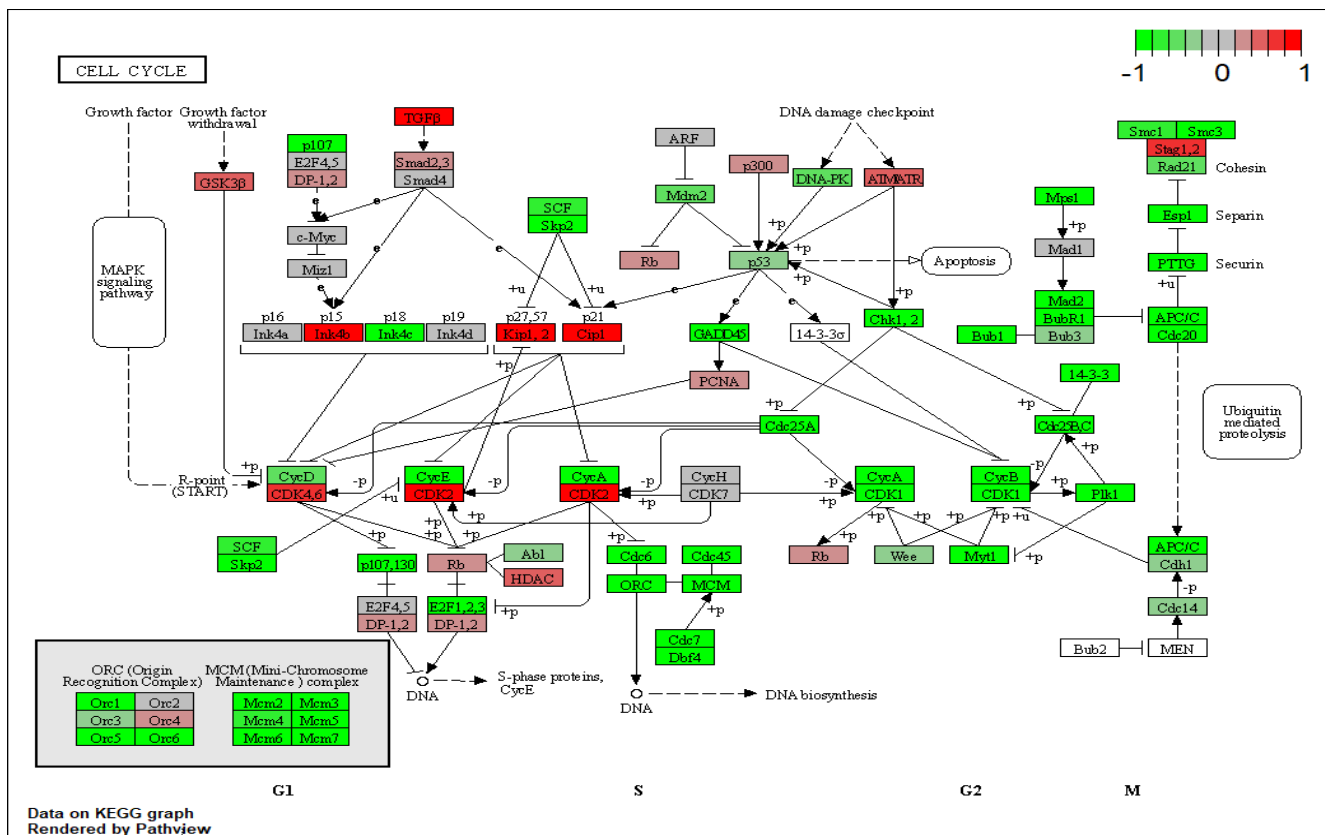 -1 0 1
CELL CYCLE
Growth factor
Growth factor
withdrawal
TGFβ
DNA damage checkpoint
Smc1 Smc3
p107
ARF
Stag1,2
E2F4,5
Smad2,3
p300
Rad21
Cohesin
GSK3β
DP-1,2
Smad4
DNA-PK
ATM/ATR
Mdm2
Mps1
e
e
SCF
Skp2
+p
Esp1
Separin
+p
c-Myc
e
e
+p
Mad1
Rb
p53
+p
Apoptosis
Miz1
PTTG
Securin
MAPK
signaling
pathway
e
+u
+u
e
e
+p
+u
p16 p15 p18 p19
p27,57 p21
Mad2
Ink4a Ink4b Ink4c Ink4d
Kip1, 2
Cip1
GADD45
14-3-3σ
Chk1, 2
BubR1
APC/C
Bub1
Bub3
Cdc20
+p
PCNA
14-3-3
+p
Cdc25A
+p
Cdc25B,C
Ubiquitin
mediated
proteolysis
R-point
(START)
+p
CycD
CDK4,6
-p
CycE
CDK2
-p
CycA
CDK2
-p
CycH
CDK7
-p
CycA
CDK1
CycB
CDK1
-p
+p
Plk1
+u
+p
+p
+p
+p
+p
+p
+p
+p
+p
+p
+u
SCF
Skp2
p107,130
Rb
Abl
Cdc6
Cdc45
Rb
Wee
Myt1
+p
APC/C
Cdh1
HDAC
ORC
MCM
-p
E2F4,5
DP-1,2
E2F1,2,3
DP-1,2
+p
+p
Cdc14
Cdc7
Dbf4
Bub2
MEN
ORC (Origin
Recognition Complex)
MCM (Mini-Chromosome
Maintenance ) complex
Orc1 Orc2 Mcm2 Mcm3
Orc3 Orc4 Mcm4 Mcm5
Orc5 Orc6 Mcm6 Mcm7
DNA
S-phase proteins,
CycE
DNA
DNA biosynthesis
G1 S G2 M
Data on KEGG graph
Rendered by Pathview